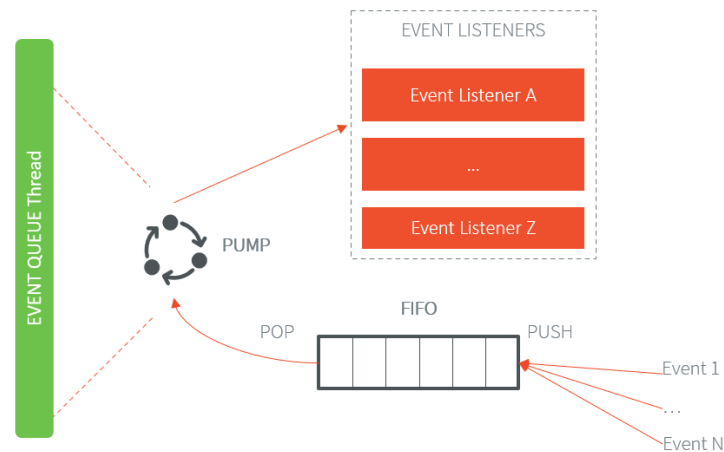 EVENT LISTENERS
Event Listener A
...
Event Listener Z
EVENT QUEUE Thread
PUMP
FIFO
POP
PUSH
Event 1
...
Event N